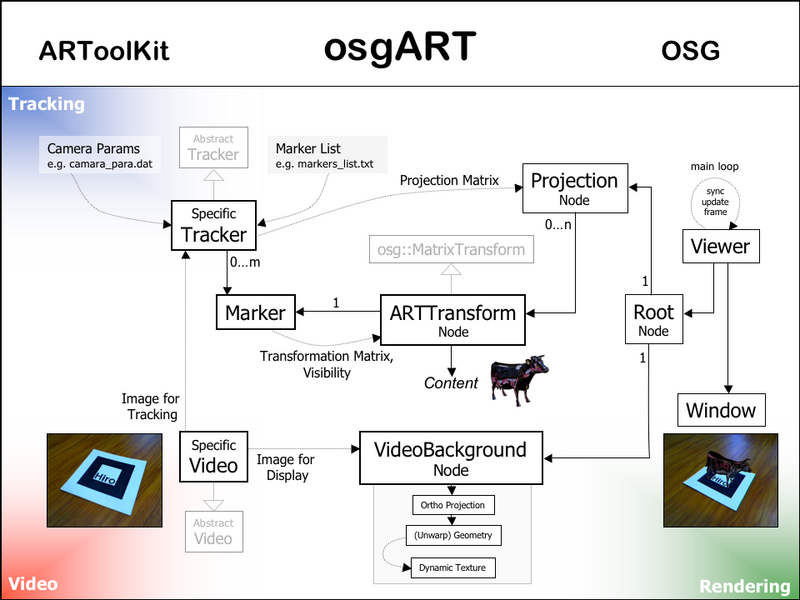 ARToolKit
osgART
OSG
Tracking
Camera Params
e.g. camara_para.dat
Abstract
Tracker
Marker List
e.g. markers_list.txt
Projection Matrix
Projection
Node
main loop
sync
update
frame
Specific
Tracker
0...n
Viewer
osg::MatrixTransform
0...m
1
Marker
1
ARTTransform
Node
Root
Node
Transformation Matrix,
Visibility
1
Content
Image for
Tracking
Window
Specific
Video
Image for
Display
VideoBackground
Node
Hiro
Ortho Projection
Abstract
Video
(Unwarp) Geometry
Dynamic Texture
Video
Rendering